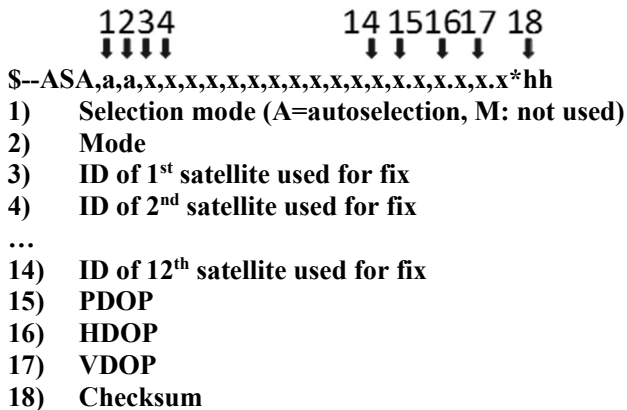 1234 14 151617 18
$--ASA,a,a,x,x,x,x,x,x,x,x,x,x,x,x,x.x,x.x,x.x*hh
1) Selection mode (A=autoselection, M: not used)
2) Mode
3) ID of 1st satellite used for fix
4) ID of 2nd satellite used for fix
…
14) ID of 12th satellite used for fix
15) PDOP
16) HDOP
17) VDOP
18) Checksum